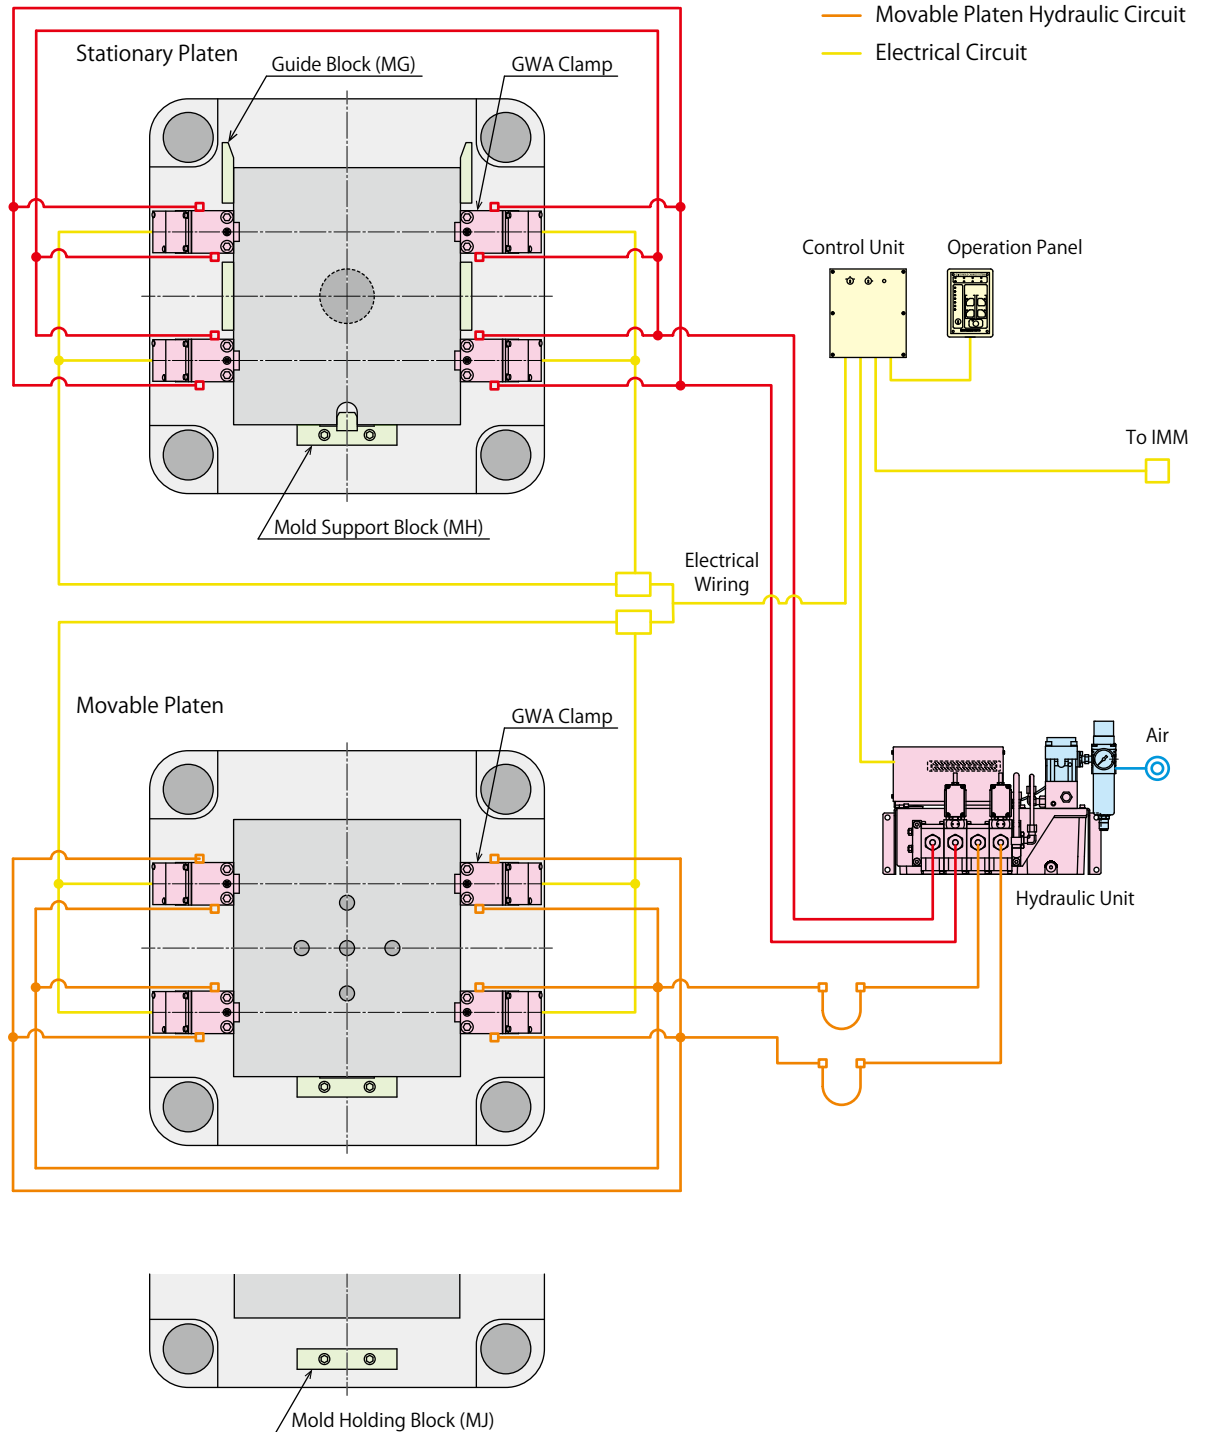 Movable Platen Hydraulic Circuit
Electrical Circuit
Stationary Platen
Guide Block (MG)
GWA Clamp
Control Unit
Operation Panel
To IMM
Mold Support Block (MH)
Electrical
Wiring
Movable Platen
GWA Clamp
Air
Hydraulic Unit
Mold Holding Block (MJ)